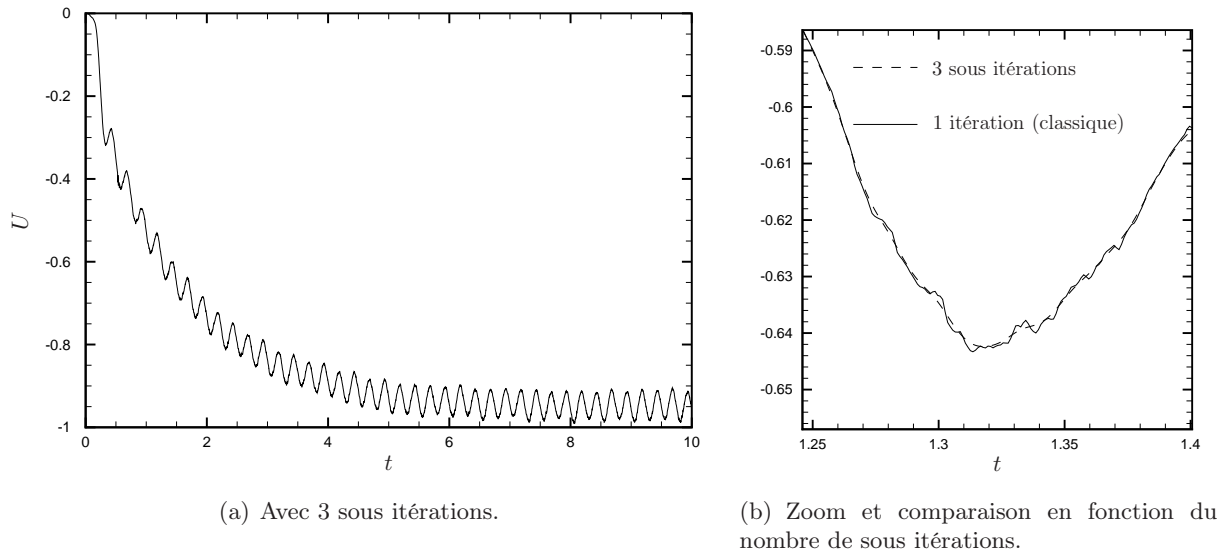 0
-0.2
-0.4
-0.6
-0.8
-1
U
0 2 4 6 8 10
t
(a) Avec 3 sous itérations.
-0.59
-0.6
-0.61
-0.62
-0.63
-0.64
-0.65
3 sous itérations
1 itération (classique)
1.25 1.3 1.35 1.4
t
(b) Zoom et comparaison en fonction du
nombre de sous itérations.